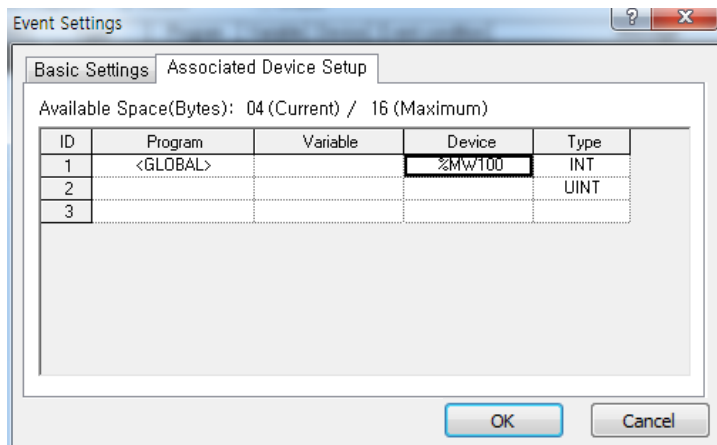 Event Settings
?
X
Basic Settings Associated Device Setup
Available Space(Bytes): 04 (Current) / 16 (Maximum)
ID Program Variable Device Type
1 <GLOBAL> %MW100 INT
2 UINT
3
OK Cancel